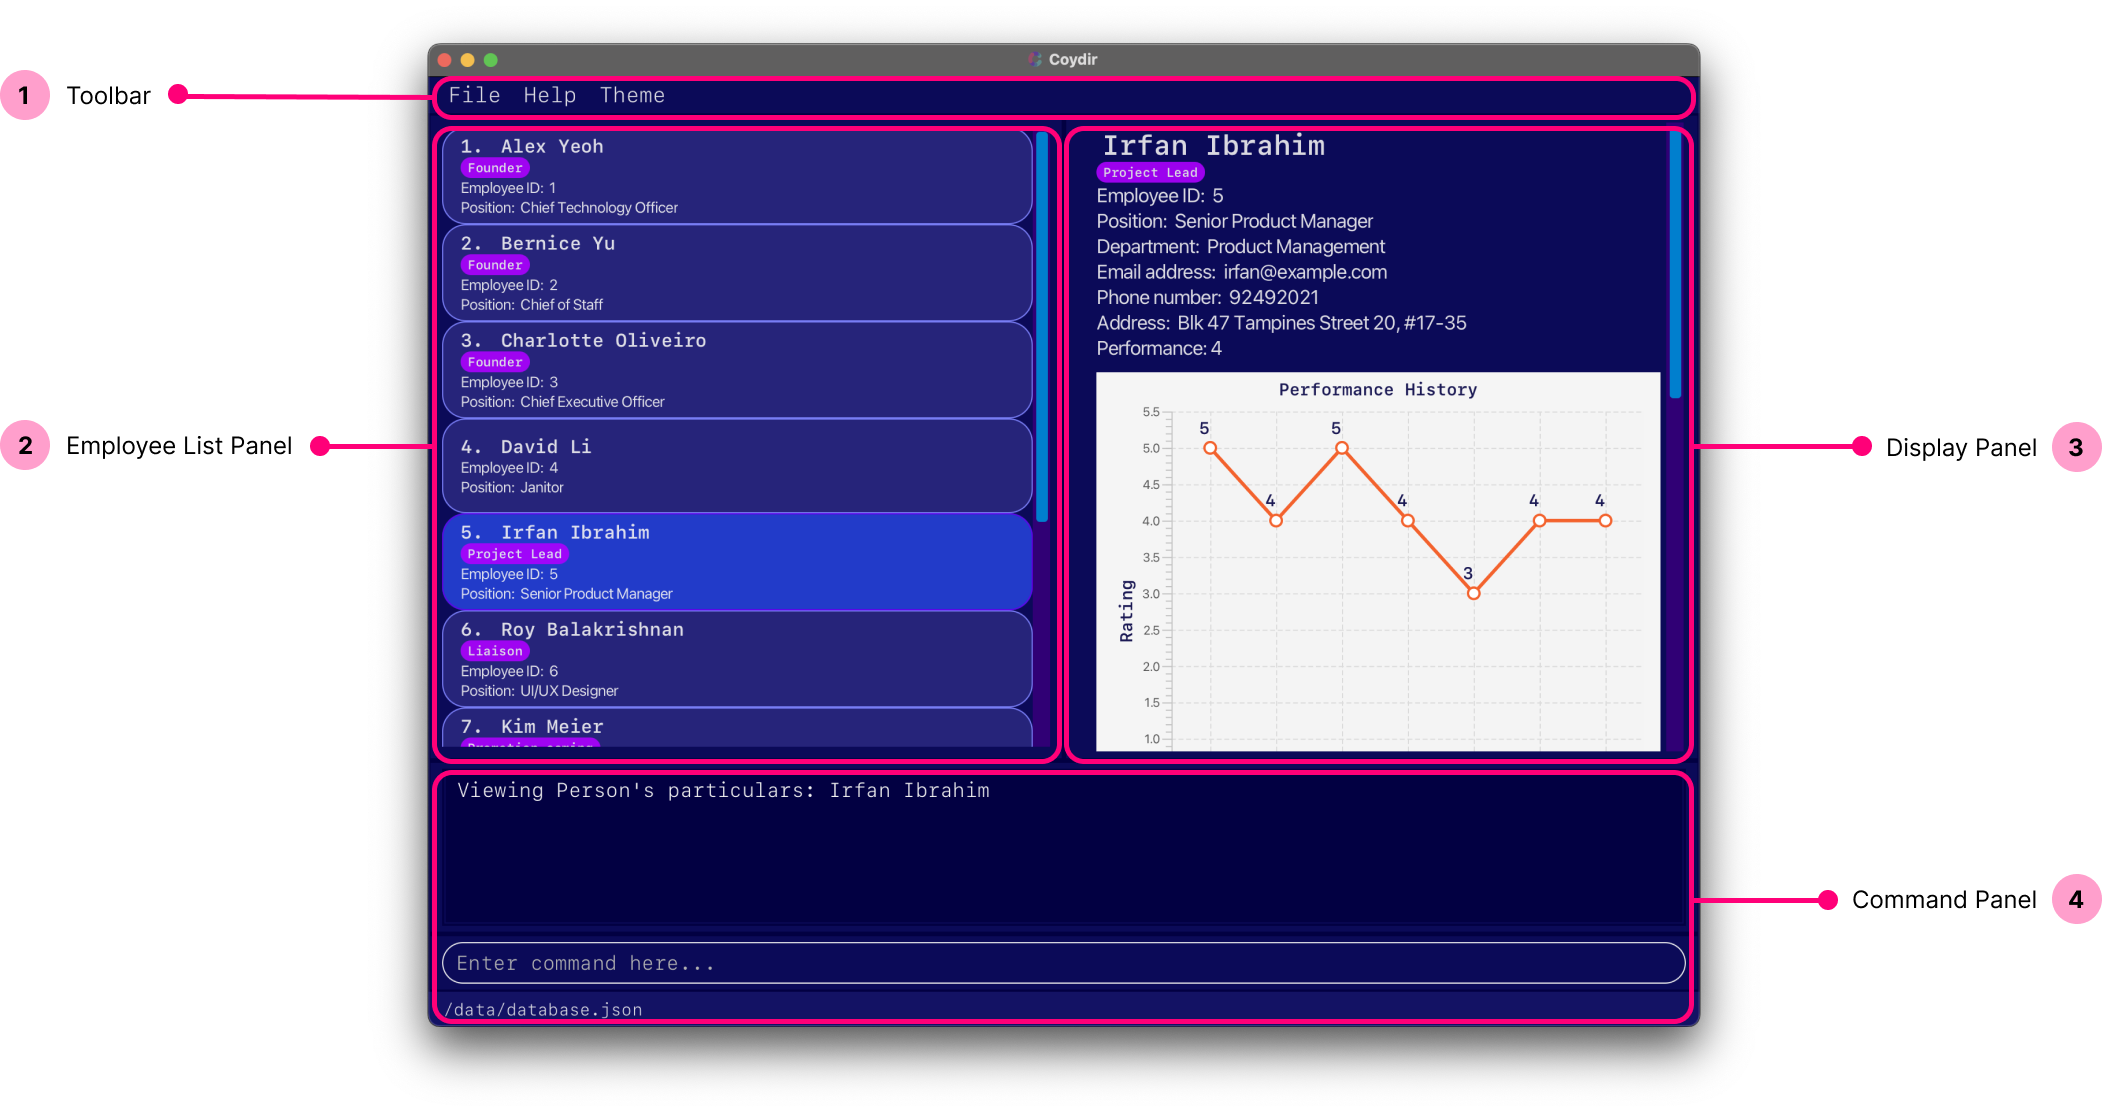 Coydir
1 Toolbar
File Help Theme
2 Employee List Panel
1. Alex Yeoh
Founder
Employee ID: 1
Position: Chief Technology Officer
2. Bernice Yu
Founder
Employee ID: 2
Position: Chief of Staff
3. Charlotte Oliveiro
Founder
Employee ID: 3
Position: Chief Executive Officer
4. David Li
Employee ID: 4
Position: Janitor
5. Irfan Ibrahim
Project Lead
Employee ID: 5
Position: Senior Product Manager
6. Roy Balakrishnan
Liaison
Employee ID: 6
Position: UI/UX Designer
7. Kim Meier
Promotion coming
Irfan Ibrahim
Project Lead
Employee ID: 5
Position: Senior Product Manager
Department: Product Management
Email address: irfan@example.com
Phone number: 92492021
Address: Blk 47 Tampines Street 20, #17-35
Performance: 4
Performance History
5.5
5.0
4.5
4.0
3.5
3.0
2.5
2.0
1.5
1.0
Rating
5
4
5
4
3
4
4
Display Panel 3
Viewing Person's particulars: Irfan Ibrahim
Enter command here...
/data/database.json
Command Panel 4